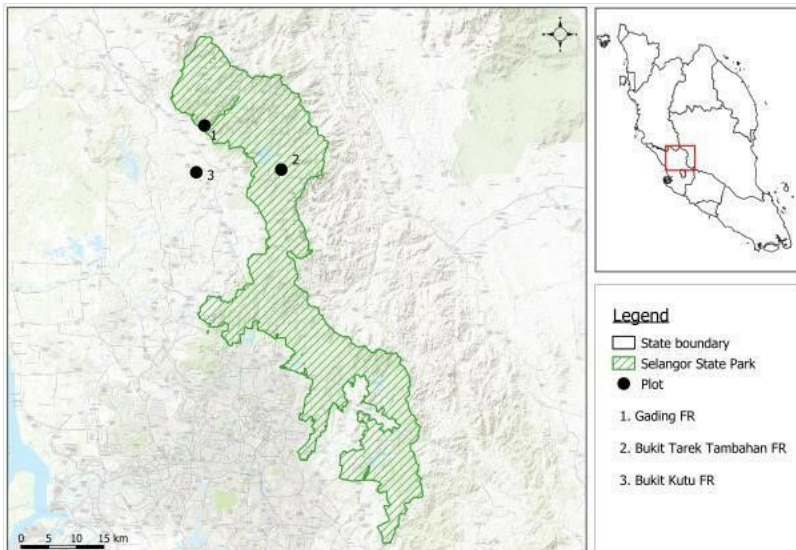 1
2
3
0 5 10 15 km
Legend
State boundary
Selangor State Park
Plot
1. Gading FR
2. Bukit Tarek Tambahan FR
3. Bukit Kutu FR